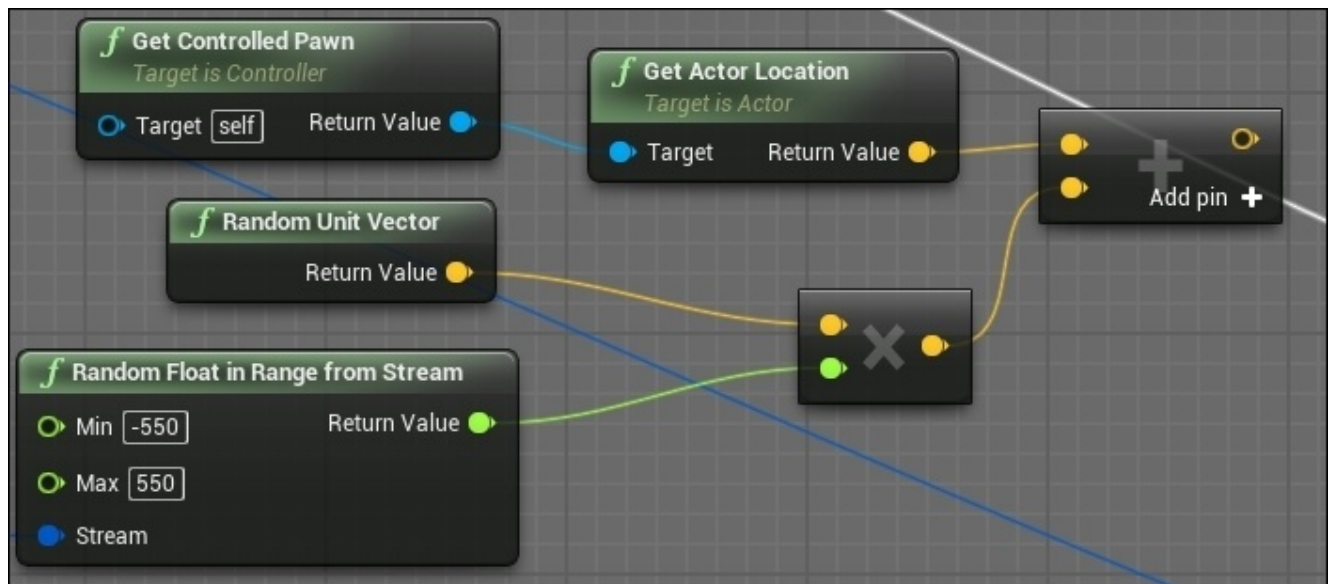 f Get Controlled Pawn
Target is Controller
Target self Return Value
f Get Actor Location
Target is Actor
Target Return Value
+
Add pin +
f Random Unit Vector
Return Value
×
f Random Float in Range from Stream
Min -550 Return Value
Max 550
Stream